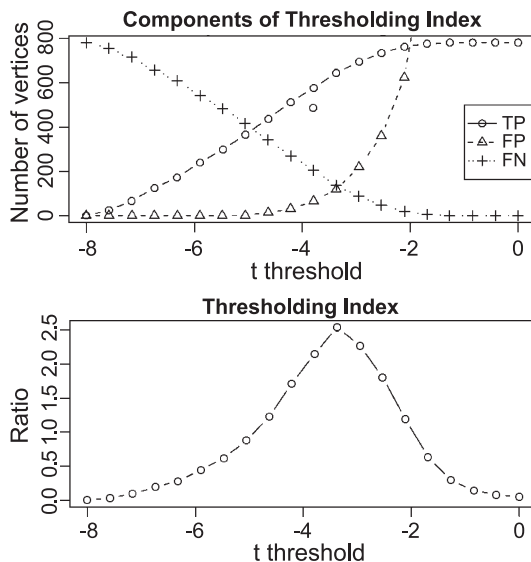 Components of Thresholding Index
Number of vertices
800
600
400
200
0
TP
FP
FN
-8 -6 -4 -2 0
t threshold
Thresholding Index
Ratio
2.5
2.0
1.5
1.0
0.5
0.0
-8 -6 -4 -2 0
t threshold